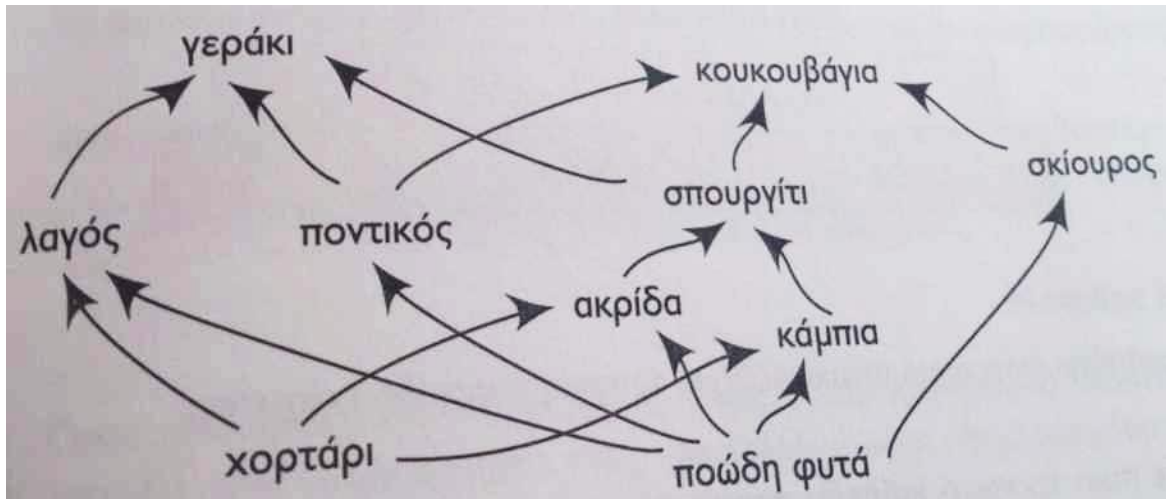 γεράκι
κουκουβάγια
σκίουρος
σπουργίτι
λαγός
ποντικός
ακρίδα
κάμπια
χορτάρι
ποώδη φυτά